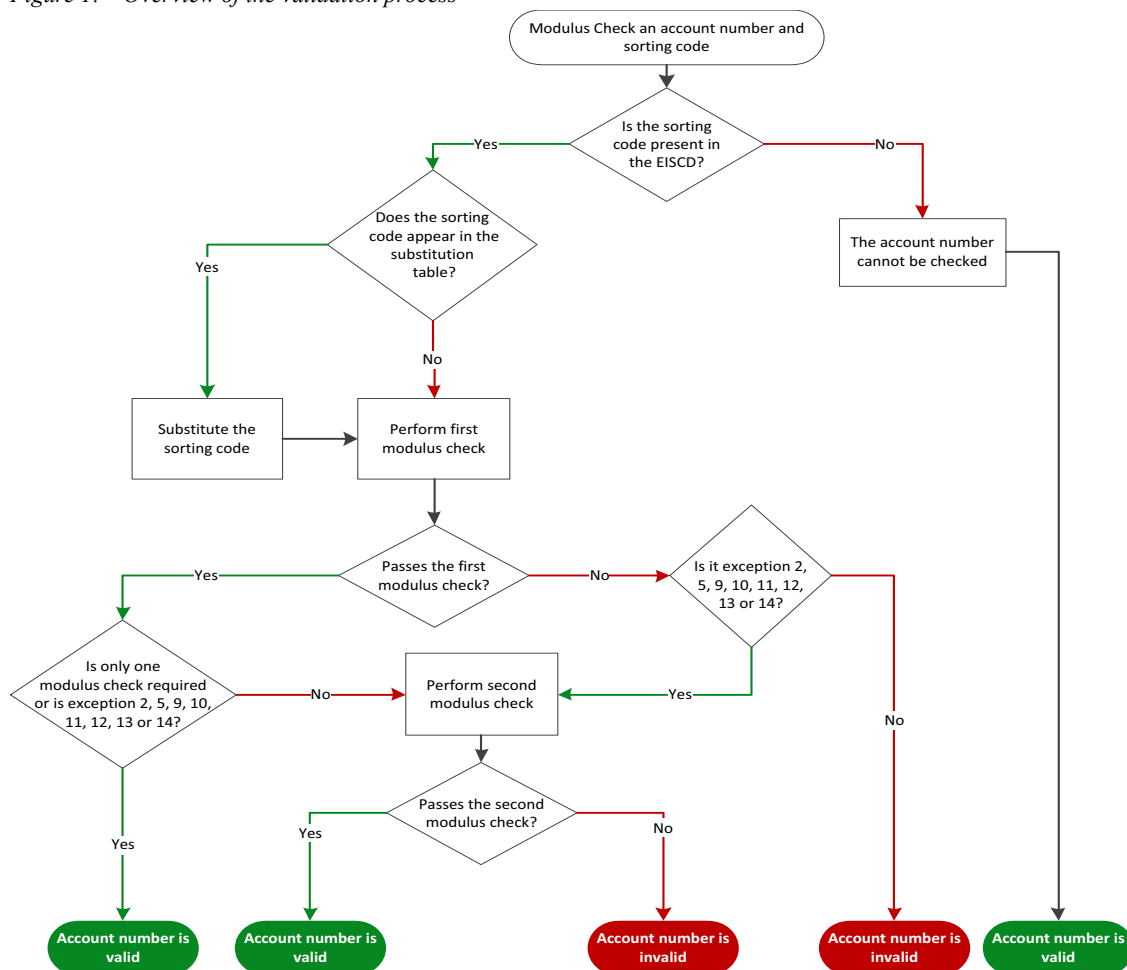 Figure 1: Overview of the validation process
Modulus Check an account number and
sorting code
Is the sorting
code present in
the EISCD?
Yes
No
Does the sorting
code appear in the
substitution
table?
The account number
cannot be checked
Yes
No
Substitute the
sorting code
Perform first
modulus check
Passes the first
modulus check?
Yes
No
Is it exception 2,
5, 9, 10, 11, 12,
13 or 14?
Is only one
modulus check required
or is exception 2, 5, 9, 10,
11, 12, 13 or 14?
No
Perform second
modulus check
Yes
No
Passes the second
modulus check?
Yes
Yes
No
Account number is
valid
Account number is
valid
Account number is
invalid
Account number is
invalid
Account number is
valid